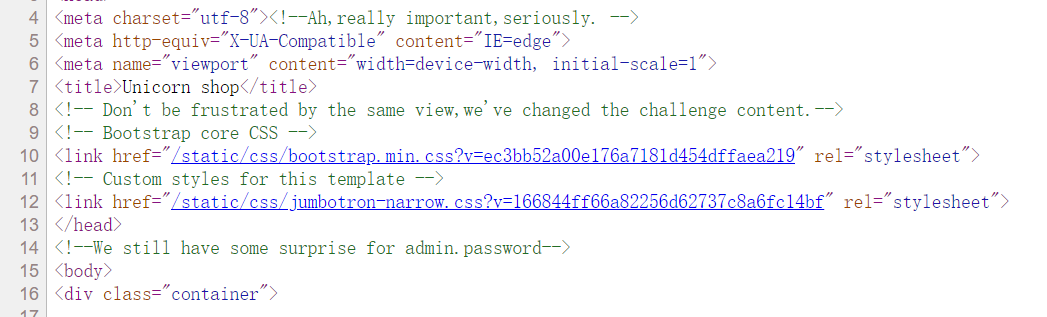 4 <meta charset="utf-8"><!--Ah,really important,seriously. -->
5 <meta http-equiv="X-UA-Compatible" content="IE=edge">
6 <meta name="viewport" content="width=device-width, initial-scale=1">
7 <title>Unicorn shop</title>
8 <!-- Don't be frustrated by the same view,we've changed the challenge content.-->
9 <!-- Bootstrap core CSS -->
10 <link href="/static/css/bootstrap.min.css?v=ec3bb52a00e176a7181d454dffaea219" rel="stylesheet">
11 <!-- Custom styles for this template -->
12 <link href="/static/css/jumbotron-narrow.css?v=166844ff66a82256d62737c8a6fc14bf" rel="stylesheet">
13 </head>
14 <!--We still have some surprise for admin.password-->
15 <body>
16 <div class="container">
17